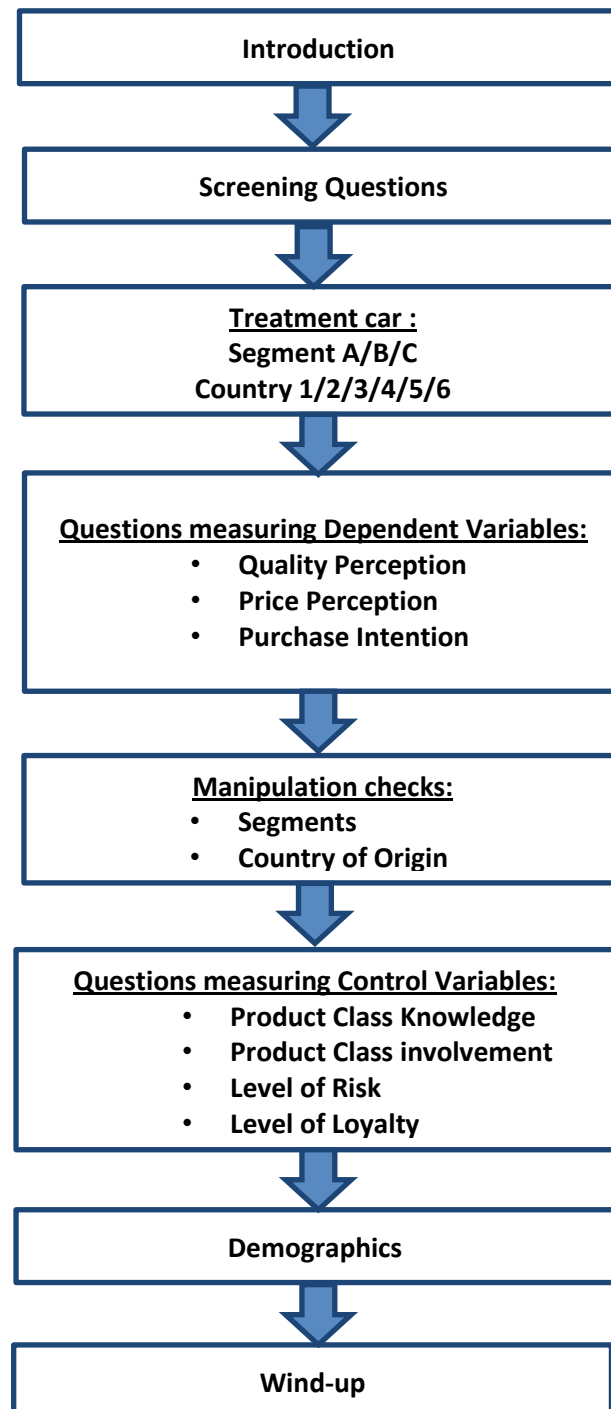 Introduction
Screening Questions
Treatment car :
Segment A/B/C
Country 1/2/3/4/5/6
Questions measuring Dependent Variables:
• Quality Perception
• Price Perception
• Purchase Intention
Manipulation checks:
• Segments
• Country of Origin
Questions measuring Control Variables:
• Product Class Knowledge
• Product Class involvement
• Level of Risk
• Level of Loyalty
Demographics
Wind-up